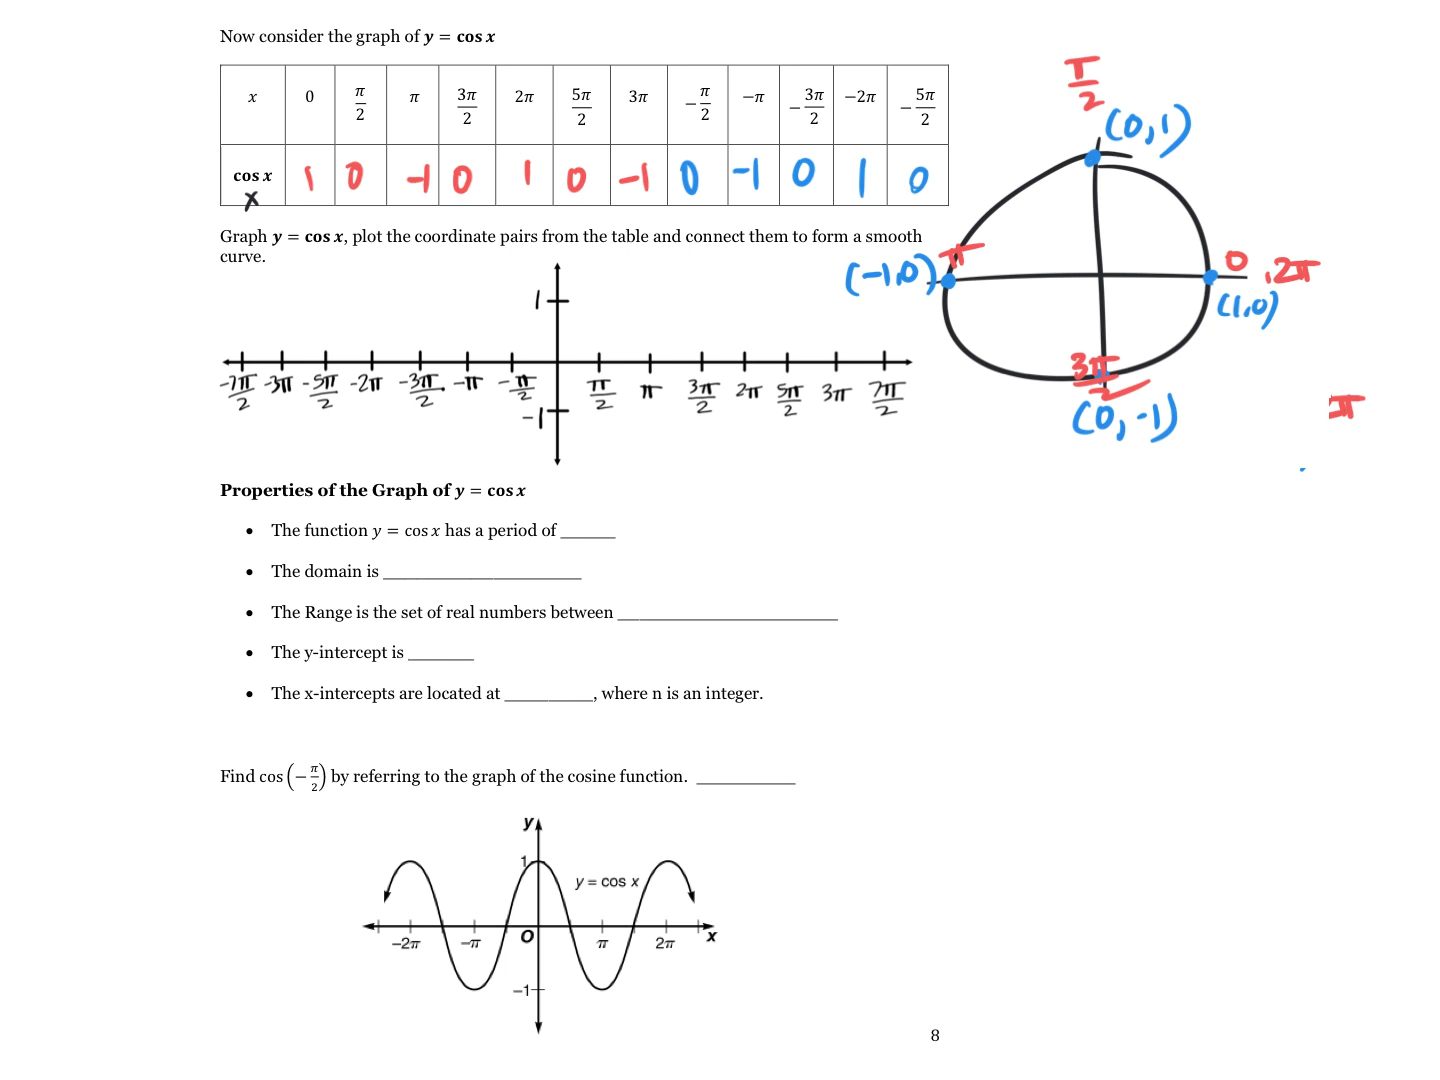 Now consider the graph of y = cos x
x 0 π/2 π 3π/2 2π 5π/2 3π −π/2 −π −3π/2 −2π −5π/2
cos x 1 0 -1 0 1 0 -1 0 -1 0 1 0
x
π/2
(0,1)
Graph y = cos x, plot the coordinate pairs from the table and connect them to form a smooth
curve.
π
(-1,0)
0, 2π
(1,0)
3π/2
(0,-1)
π
1
-7π/2 -3π -5π/2 -2π -3π/2 -π -π/2 π/2 π 3π/2 2π 5π/2 3π 7π/2
-1
Properties of the Graph of y = cos x
• The function y = cos x has a period of ______
• The domain is ______________________
• The Range is the set of real numbers between ________________________
• The y-intercept is _______
• The x-intercepts are located at __________, where n is an integer.
Find cos (−π/2) by referring to the graph of the cosine function. ___________
y
1
y = cos x
−2π −π O π 2π x
−1
8